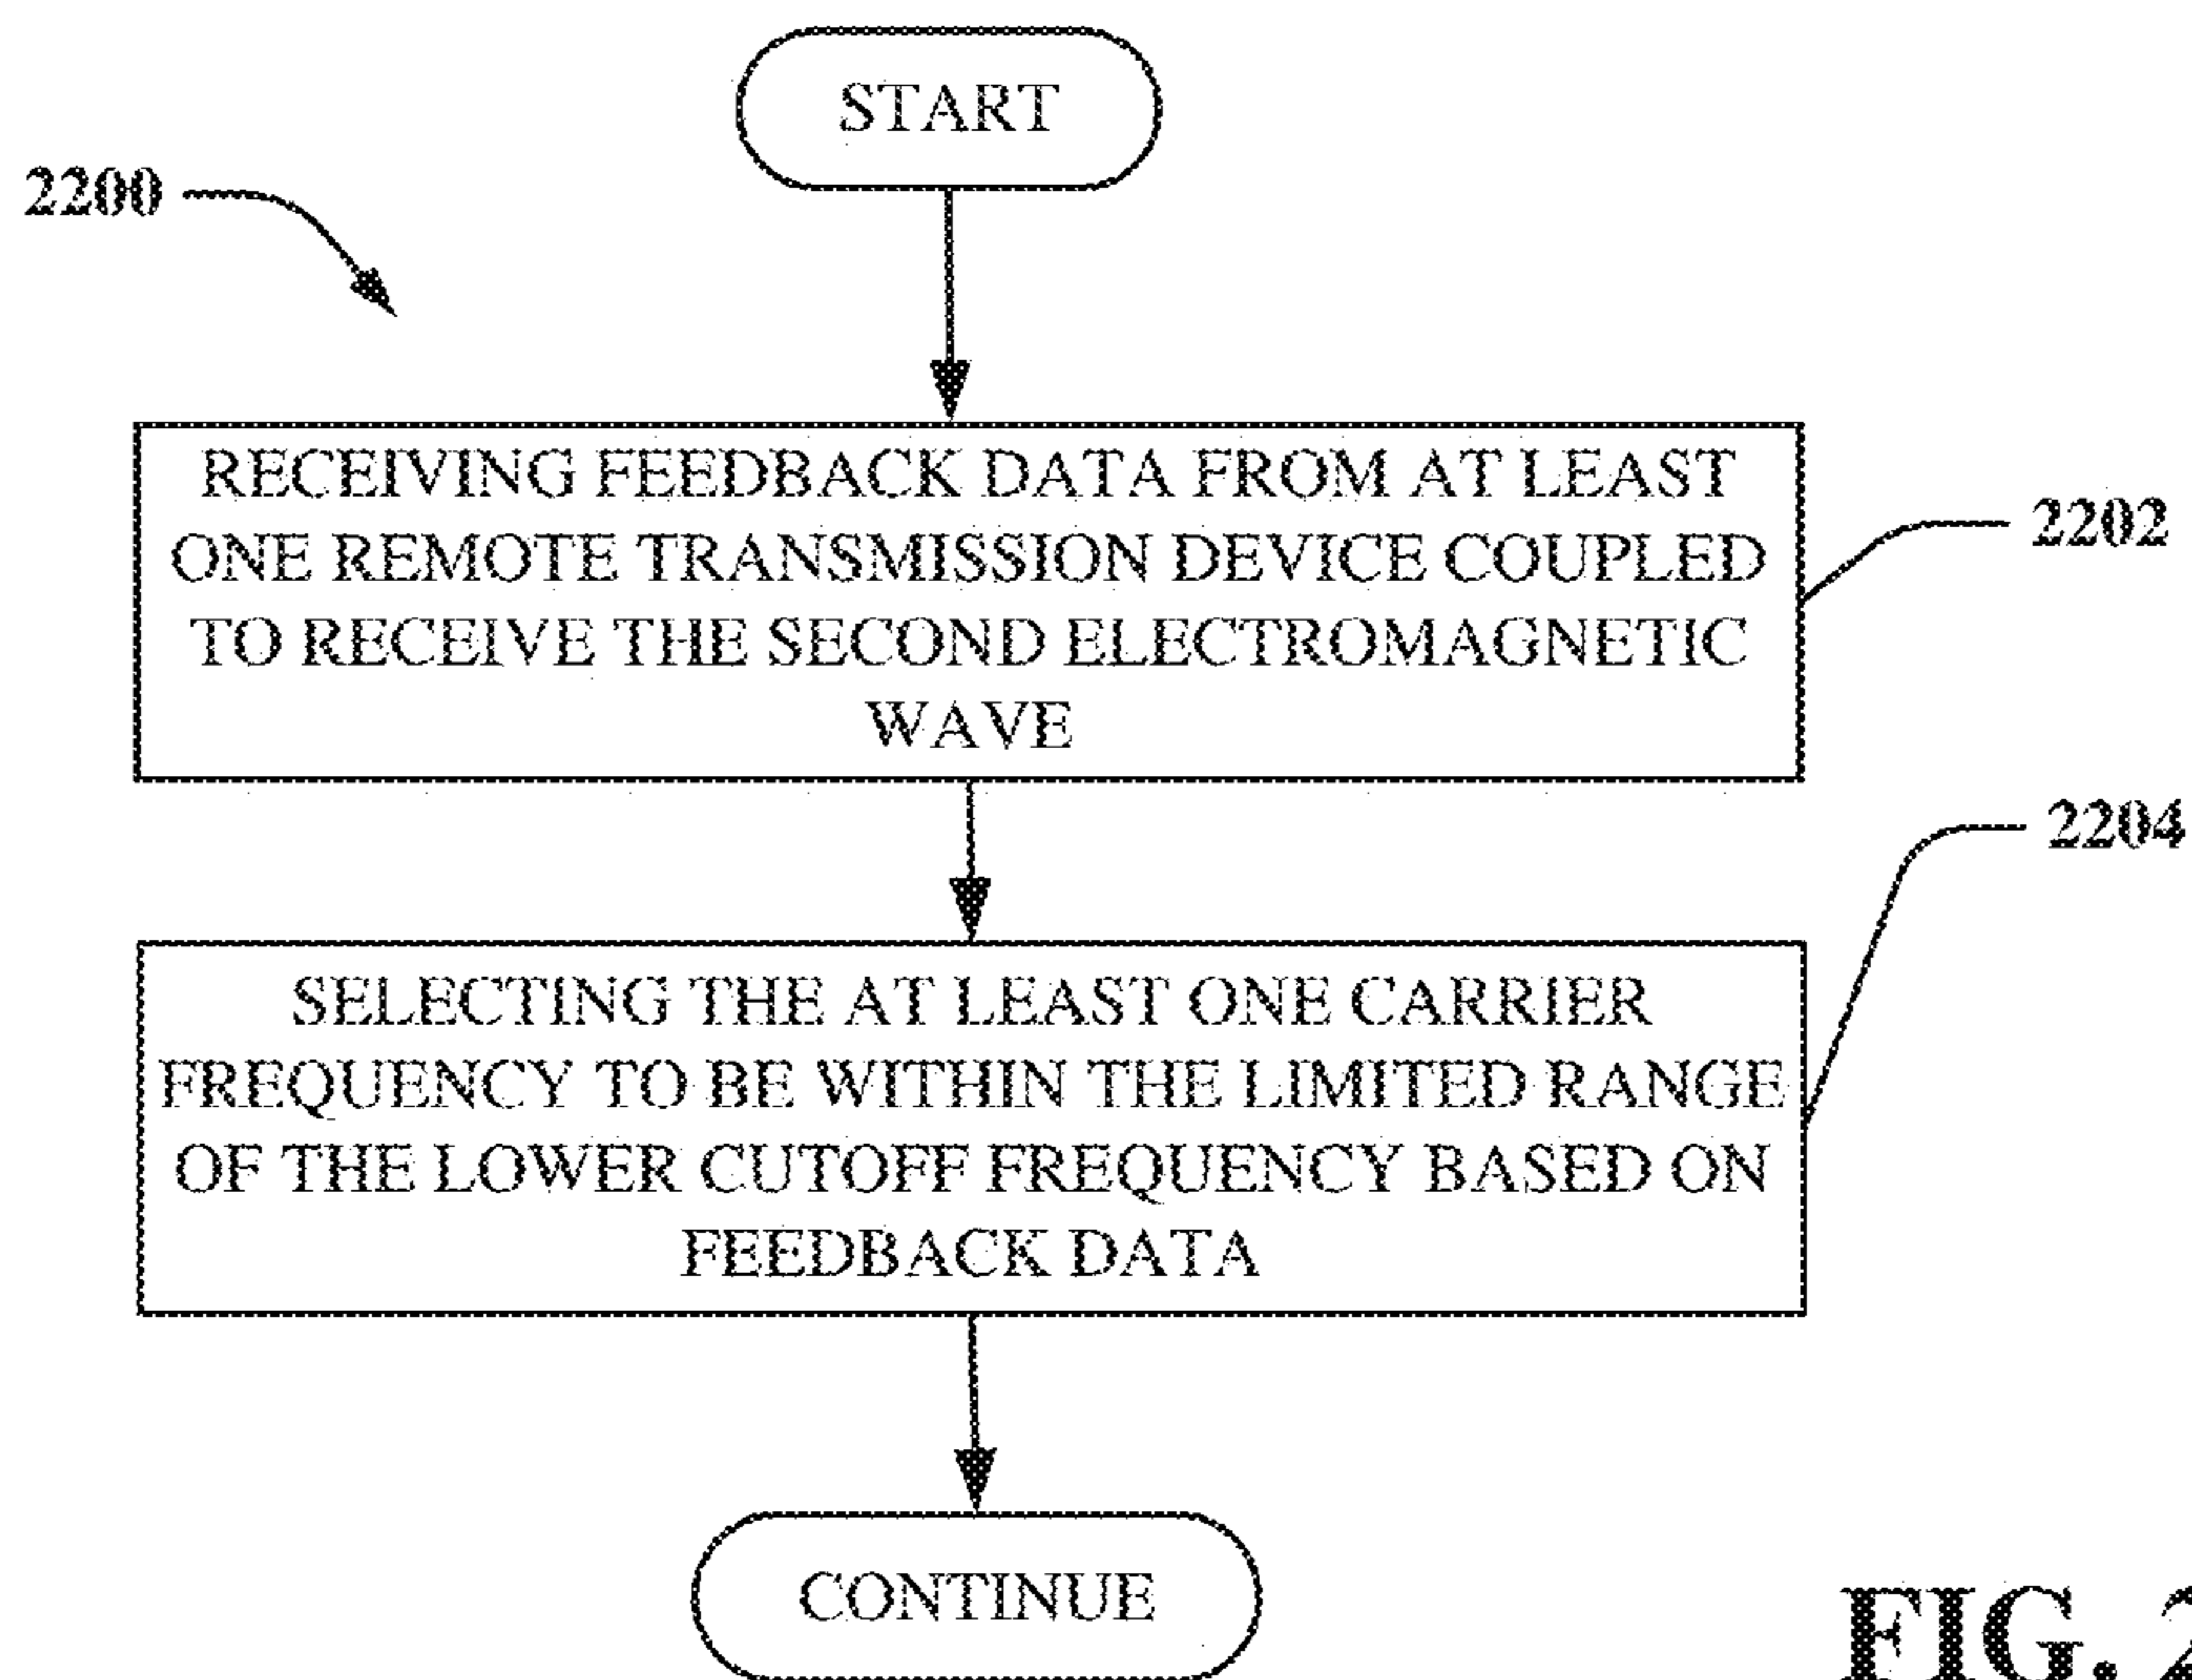 START
2200
RECEIVING FEEDBACK DATA FROM AT LEAST
ONE REMOTE TRANSMISSION DEVICE COUPLED
TO RECEIVE THE SECOND ELECTROMAGNETIC
WAVE
2202
2204
SELECTING THE AT LEAST ONE CARRIER
FREQUENCY TO BE WITHIN THE LIMITED RANGE
OF THE LOWER CUTOFF FREQUENCY BASED ON
FEEDBACK DATA
CONTINUE
FIG. 2